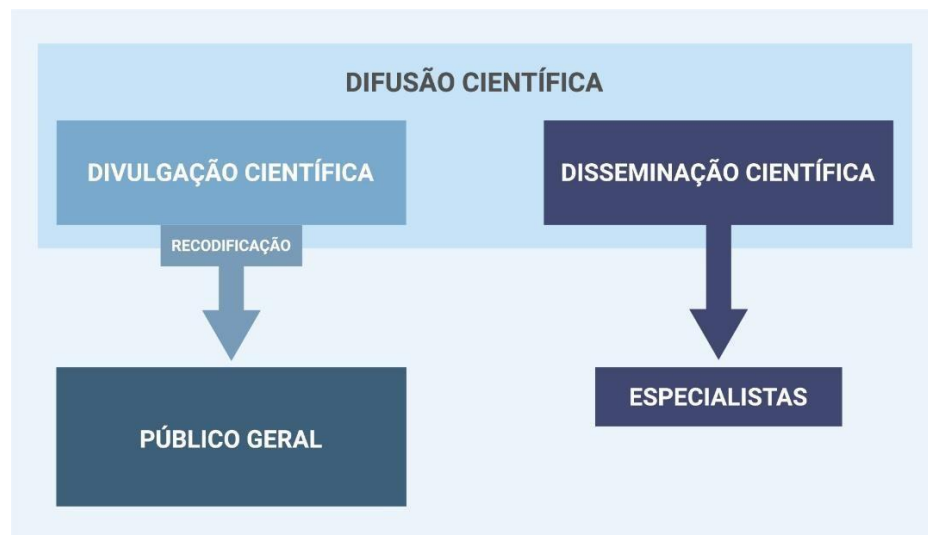 DIFUSÃO CIENTÍFICA
DIVULGAÇÃO CIENTÍFICA
DISSEMINAÇÃO CIENTÍFICA
RECODIFICAÇÃO
PÚBLICO GERAL
ESPECIALISTAS